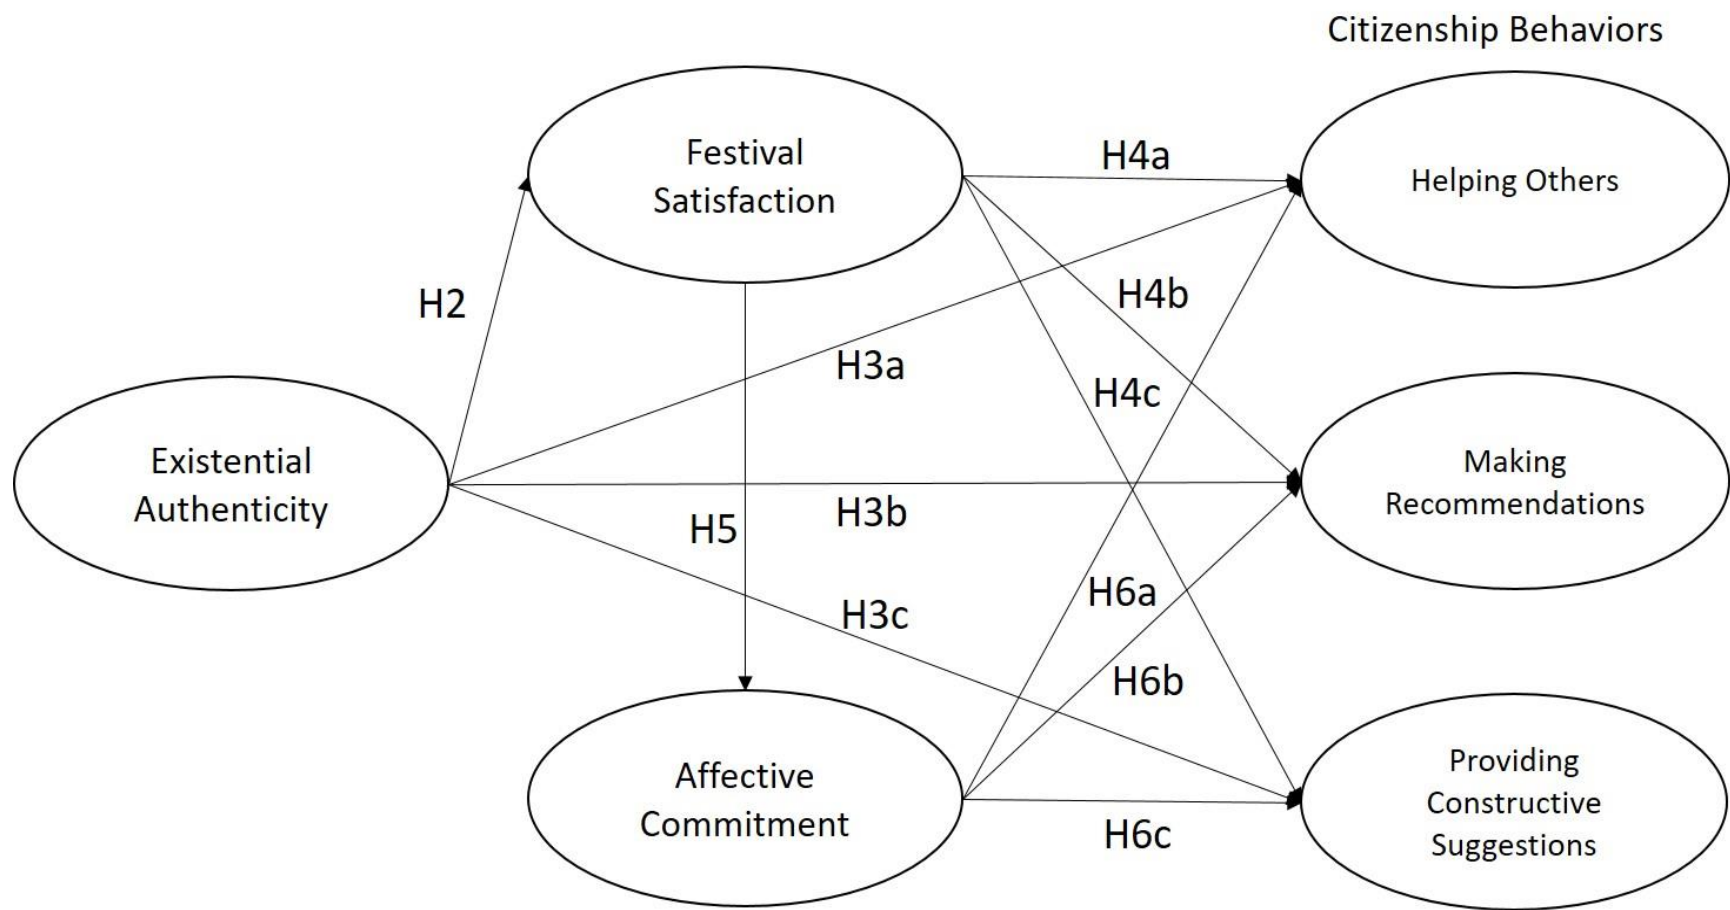 Citizenship Behaviors
Festival
Satisfaction
H4a
Helping Others
H2
H4b
H3a
H4c
Existential
Authenticity
Making
Recommendations
H5
H3b
H6a
H3c
H6b
Affective
Commitment
H6c
Providing
Constructive
Suggestions